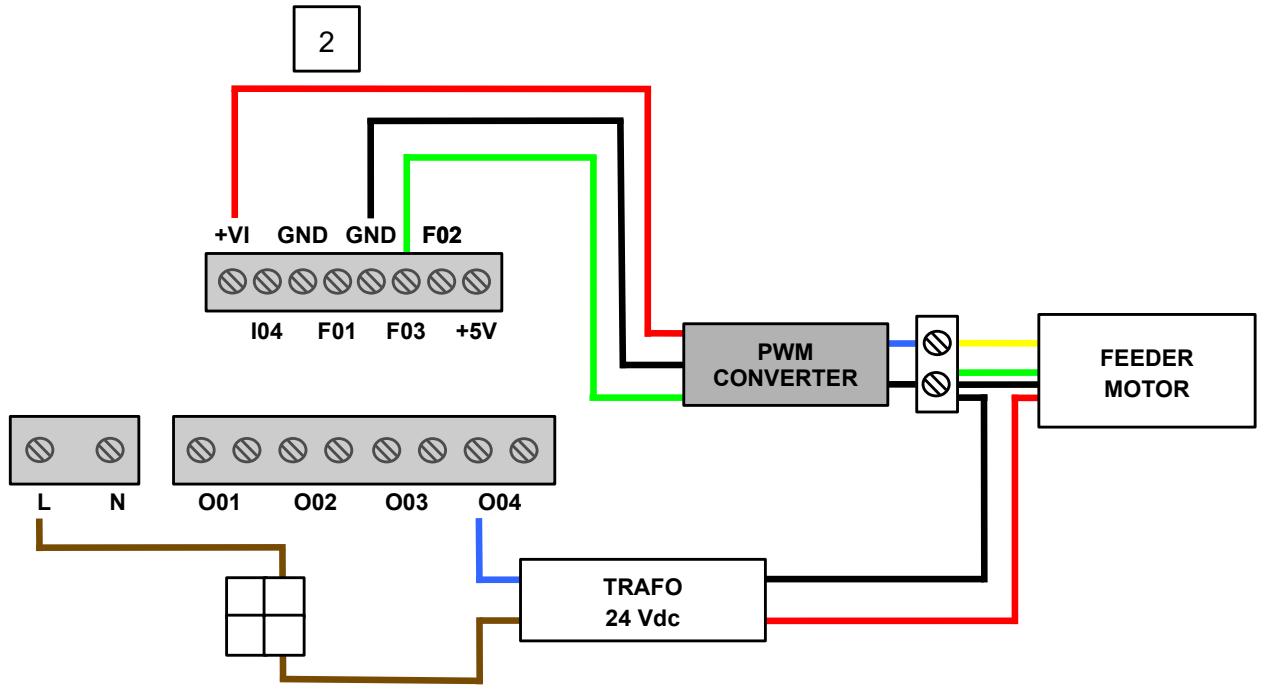 2
+VI GND GND F02
I04 F01 F03 +5V
PWM
CONVERTER
FEEDER
MOTOR
L N O01 O02 O03 O04
TRAFO
24 Vdc